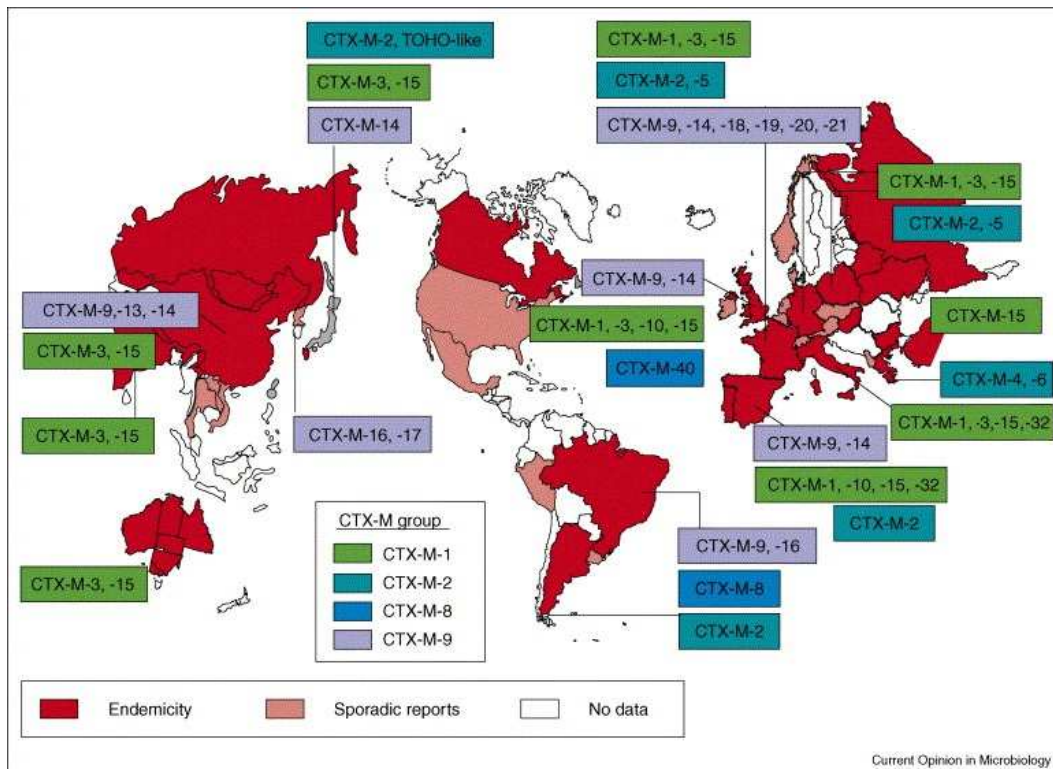 CTX-M-2, TOHO-like
CTX-M-3, -15
CTX-M-14
CTX-M-1, -3, -15
CTX-M-2, -5
CTX-M-9, -14, -18, -19, -20, -21
CTX-M-1, -3, -15
CTX-M-2, -5
CTX-M-9,-13, -14
CTX-M-3, -15
CTX-M-3, -15
CTX-M-16, -17
CTX-M-3, -15
CTX-M-9, -14
CTX-M-1, -3, -10, -15
CTX-M-40
CTX-M-15
CTX-M-4, -6
CTX-M-1, -3,-15,-32
CTX-M-9, -14
CTX-M-1, -10, -15, -32
CTX-M-2
CTX-M-9, -16
CTX-M-8
CTX-M-2
CTX-M group
CTX-M-1
CTX-M-2
CTX-M-8
CTX-M-9
Endemicity
Sporadic reports
No data
Current Opinion in Microbiology